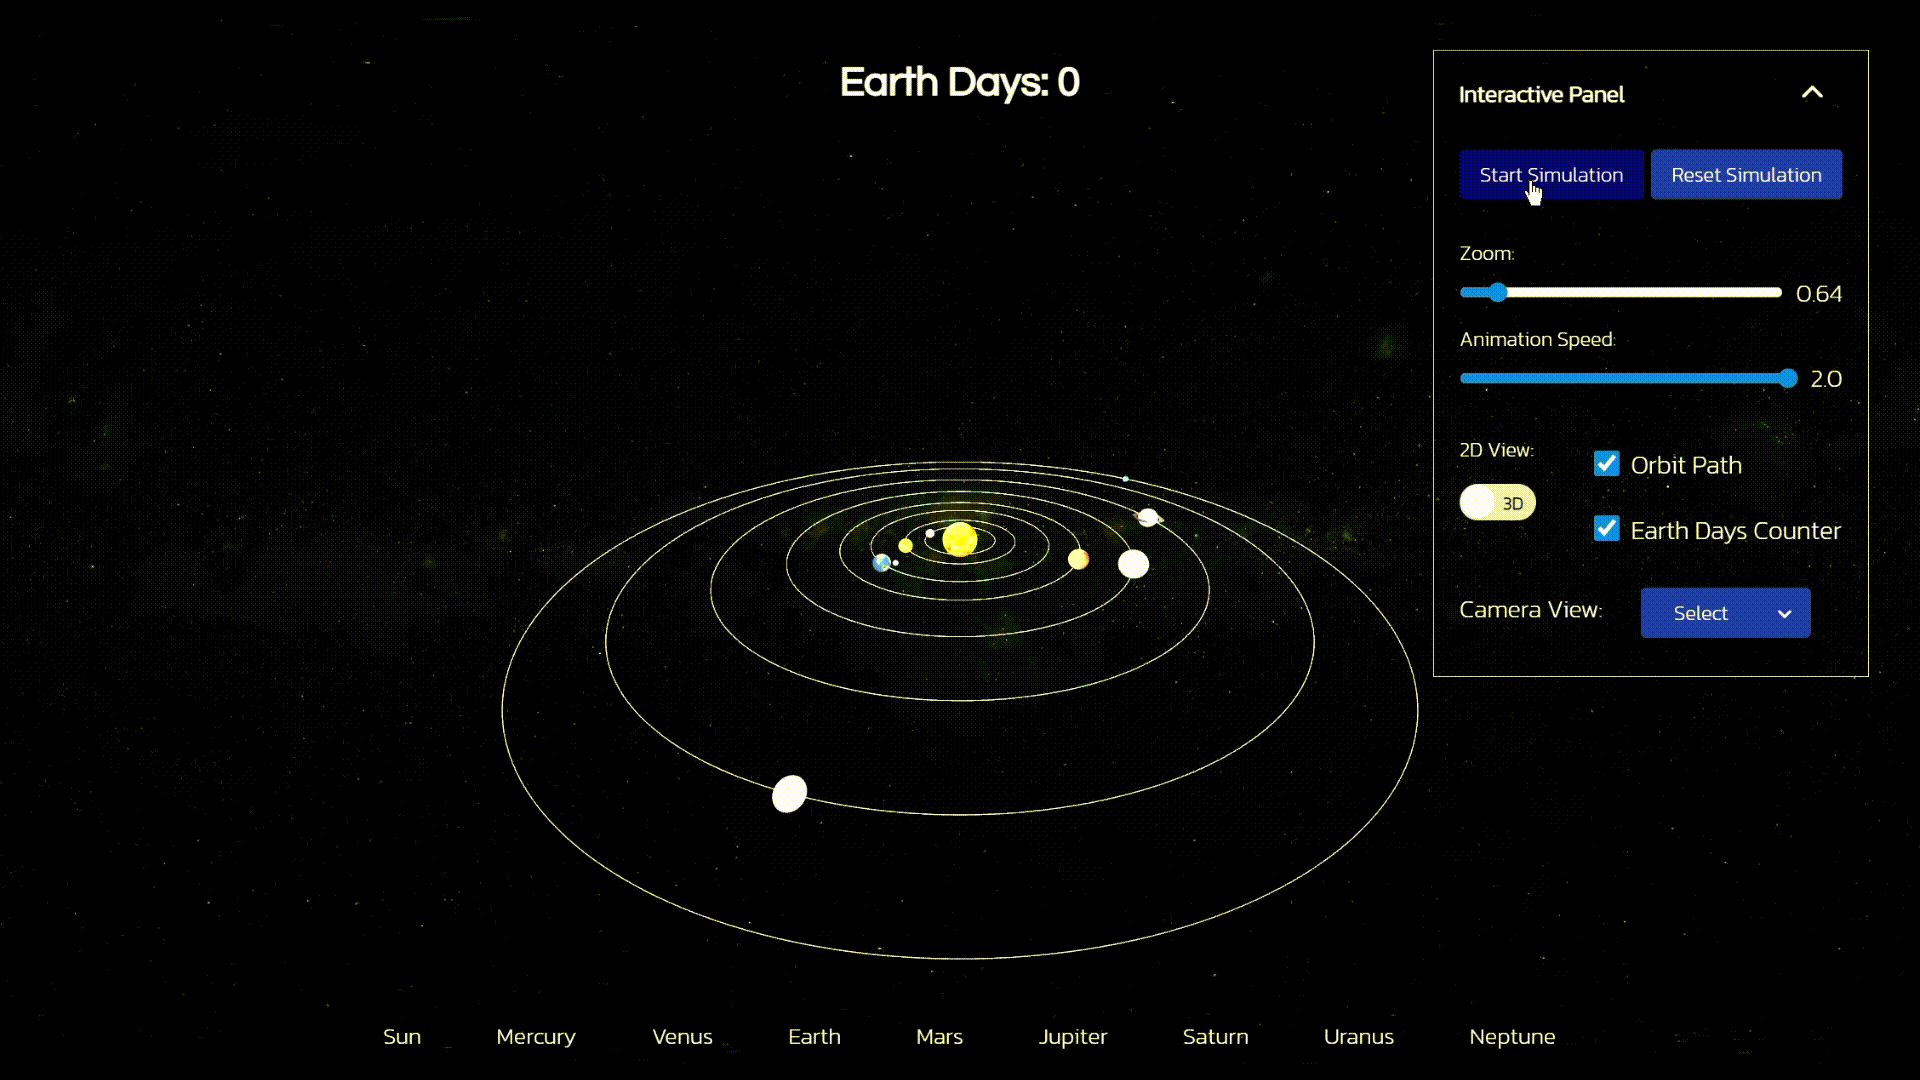 Earth Days: 0
Interactive Panel
Start Simulation
Reset Simulation
Zoom:
0.64
Animation Speed:
2.0
2D View:
3D
Orbit Path
Earth Days Counter
Camera View:
Select
Sun
Mercury
Venus
Earth
Mars
Jupiter
Saturn
Uranus
Neptune